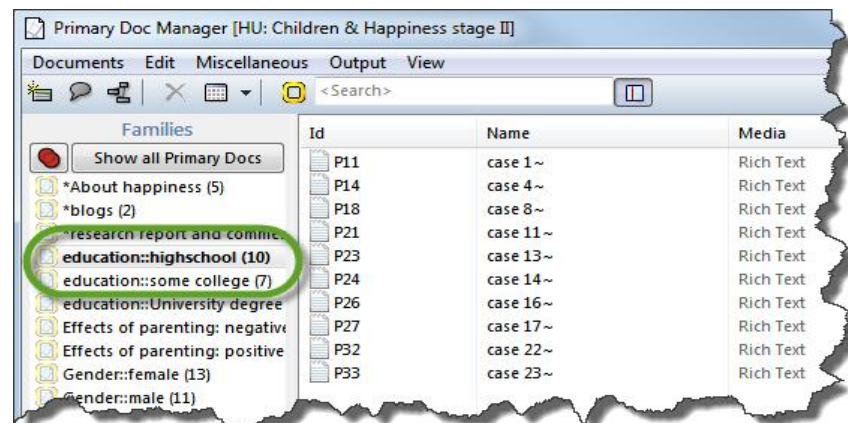 Primary Doc Manager [HU: Children & Happiness stage II]
Documents Edit Miscellaneous Output View
<Search>
Families
Show all Primary Docs
*About happiness (5)
*blogs (2)
*research report and comme
education::highschool (10)
education::some college (7)
education::University degree
Effects of parenting: negative
Effects of parenting: positive
Gender::female (13)
Gender::male (11)
Id Name Media
P11 case 1~ Rich Text
P14 case 4~ Rich Text
P18 case 8~ Rich Text
P21 case 11~ Rich Text
P23 case 13~ Rich Text
P24 case 14~ Rich Text
P26 case 16~ Rich Text
P27 case 17~ Rich Text
P32 case 22~ Rich Text
P33 case 23~ Rich Text